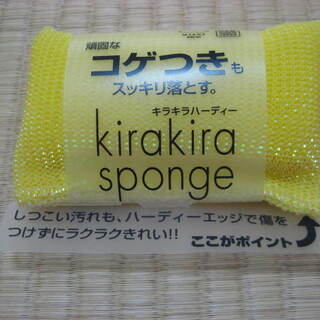 頑固な
コゲつきも
スッキリ落とす。
キラキラハーディー
kirakira
sponge
しつこい汚れも、ハーディーエッジで傷を
つけずにラクラクきれい!!
ここがポイント